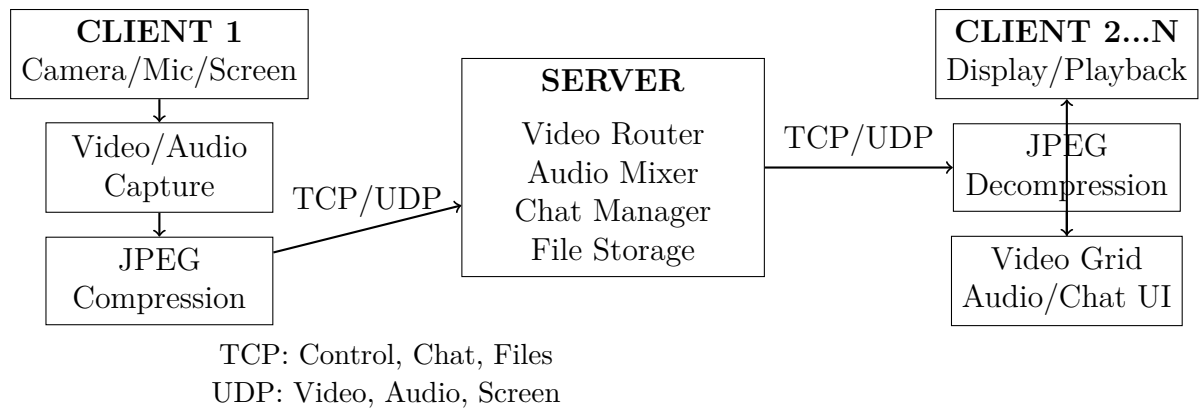 CLIENT 1
Camera/Mic/Screen
Video/Audio
Capture
JPEG
Compression
TCP/UDP
SERVER
Video Router
Audio Mixer
Chat Manager
File Storage
TCP/UDP
CLIENT 2...N
Display/Playback
JPEG
Decompression
Video Grid
Audio/Chat UI
TCP: Control, Chat, Files
UDP: Video, Audio, Screen